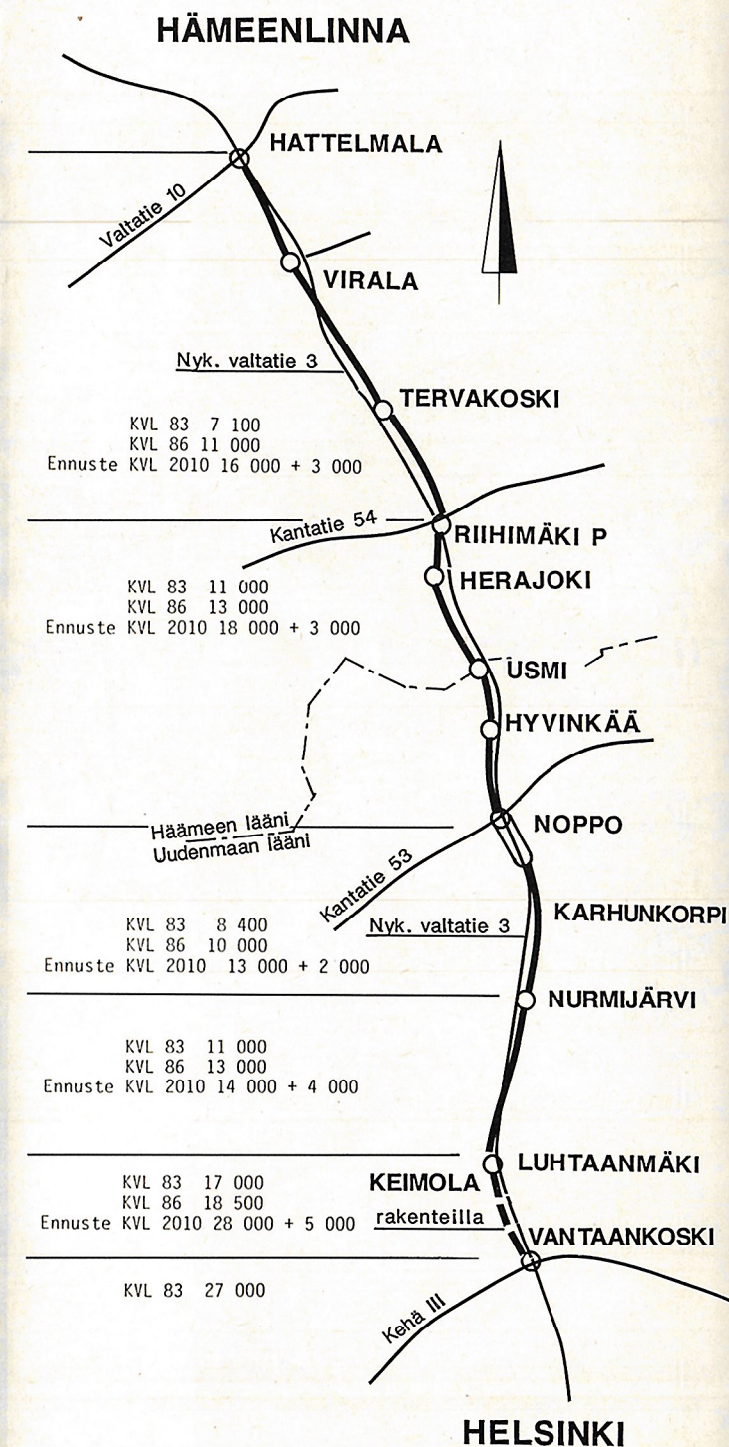 HÄMEENLINNA
HATTELMALA
Valtatie 10
VIRALA
Nyk. valtatie 3
TERVAKOSKI
KVL 83 7 100
KVL 86 11 000
Ennuste KVL 2010 16 000 + 3 000
Kantatie 54
RIIHIMÄKI P
HERAJOKI
KVL 83 11 000
KVL 86 13 000
Ennuste KVL 2010 18 000 + 3 000
USMI
HYVINKÄÄ
NOPPO
Häämeen lääni
Uudenmaan lääni
Kantatie 53
KARHUNKORPI
Nyk. valtatie 3
KVL 83 8 400
KVL 86 10 000
Ennuste KVL 2010 13 000 + 2 000
NURMIJÄRVI
KVL 83 11 000
KVL 86 13 000
Ennuste KVL 2010 14 000 + 4 000
LUHTAANMÄKI
KEIMOLA
rakenteilla
KVL 83 17 000
KVL 86 18 500
Ennuste KVL 2010 28 000 + 5 000
VANTAANKOSKI
KVL 83 27 000
Kehä III
HELSINKI